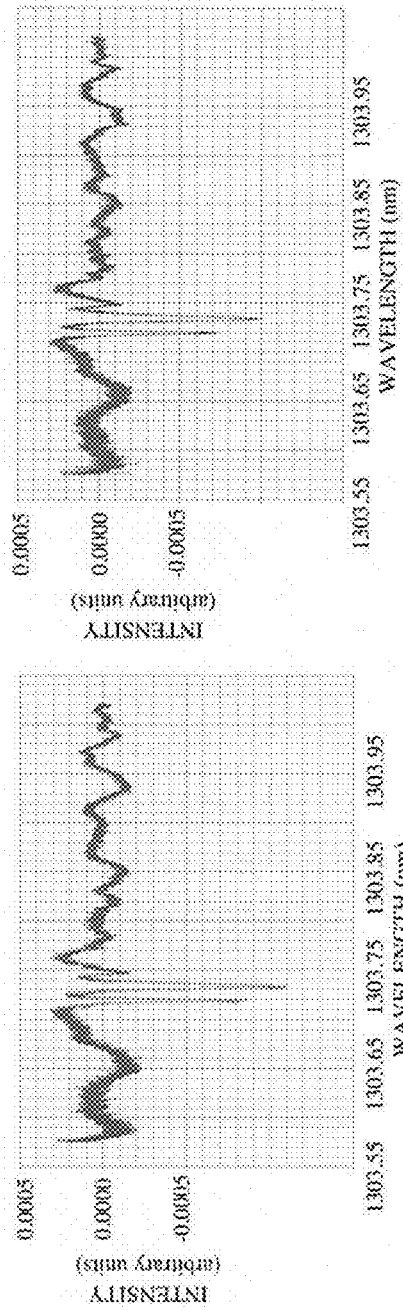 INTENSITY
(arbitrary units)
0.0005
0.0000
-0.0005
1303.55 1303.65 1303.75 1303.85 1303.95
WAVELENGTH (nm)
INTENSITY
(arbitrary units)
0.0005
0.0000
-0.0005
1303.55 1303.65 1303.75 1303.85 1303.95
WAVELENGTH (nm)